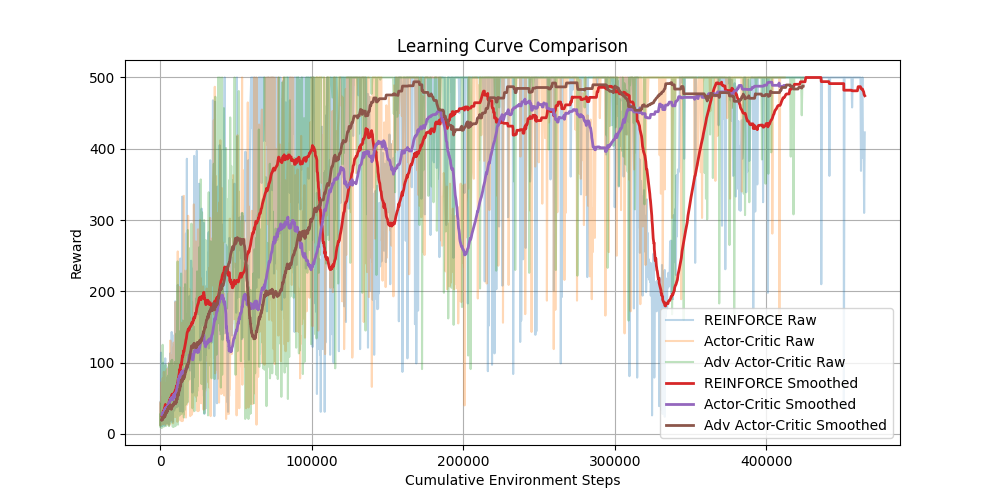 Learning Curve Comparison
Reward
500
400
300
200
100
0
0 100000 200000 300000 400000
Cumulative Environment Steps
REINFORCE Raw
Actor-Critic Raw
Adv Actor-Critic Raw
REINFORCE Smoothed
Actor-Critic Smoothed
Adv Actor-Critic Smoothed